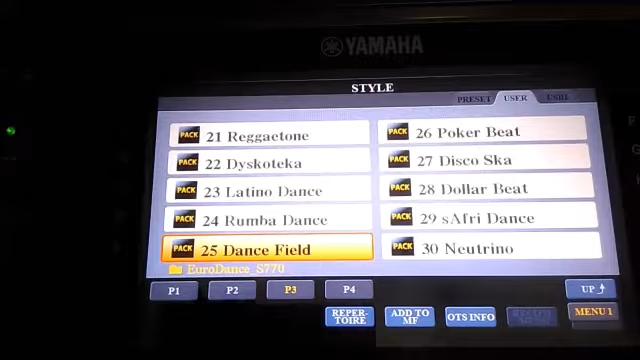 YAMAHA
STYLE
PRESET USER USB1
PACK 21 Reggaetone
PACK 22 Dyskoteka
PACK 23 Latino Dance
PACK 24 Rumba Dance
PACK 25 Dance Field
PACK 26 Poker Beat
PACK 27 Disco Ska
PACK 28 Dollar Beat
PACK 29 sAfri Dance
PACK 30 Neutrino
EuroDance_S770
P1 P2 P3 P4 UP
REPER-
TOIRE
ADD TO
MF
OTS INFO
MENU 1